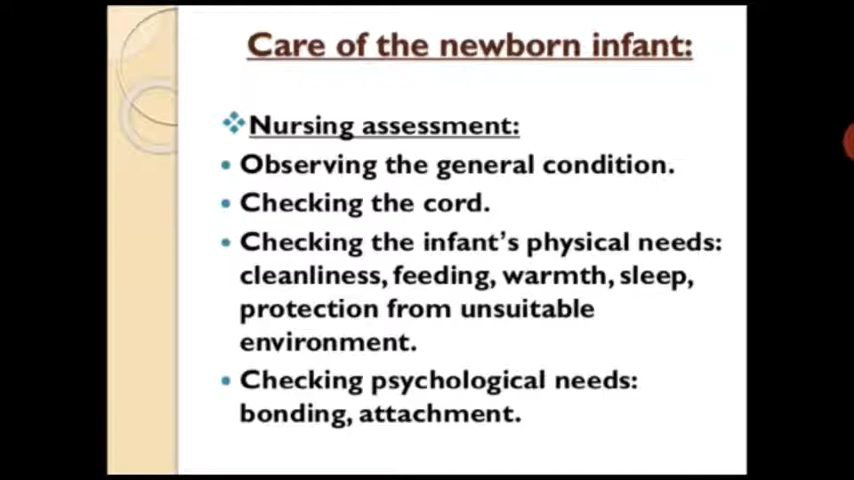 Care of the newborn infant:
❖Nursing assessment:
• Observing the general condition.
• Checking the cord.
• Checking the infant's physical needs:
cleanliness, feeding, warmth, sleep,
protection from unsuitable
environment.
• Checking psychological needs:
bonding, attachment.